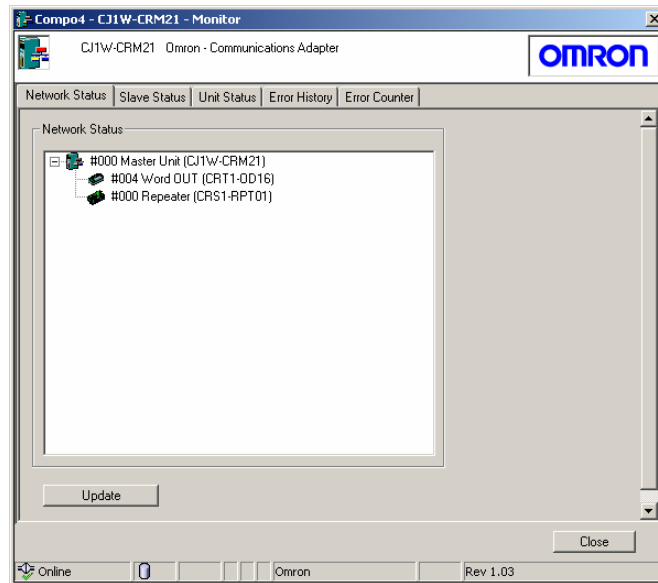 Compo4 - CJ1W-CRM21 - Monitor
CJ1W-CRM21 Omron - Communications Adapter
OMRON
Network Status Slave Status Unit Status Error History Error Counter
Network Status
#000 Master Unit (CJ1W-CRM21)
#004 Word OUT (CRT1-OD16)
#000 Repeater (CRS1-RPT01)
Update
Close
Online Omron Rev 1.03